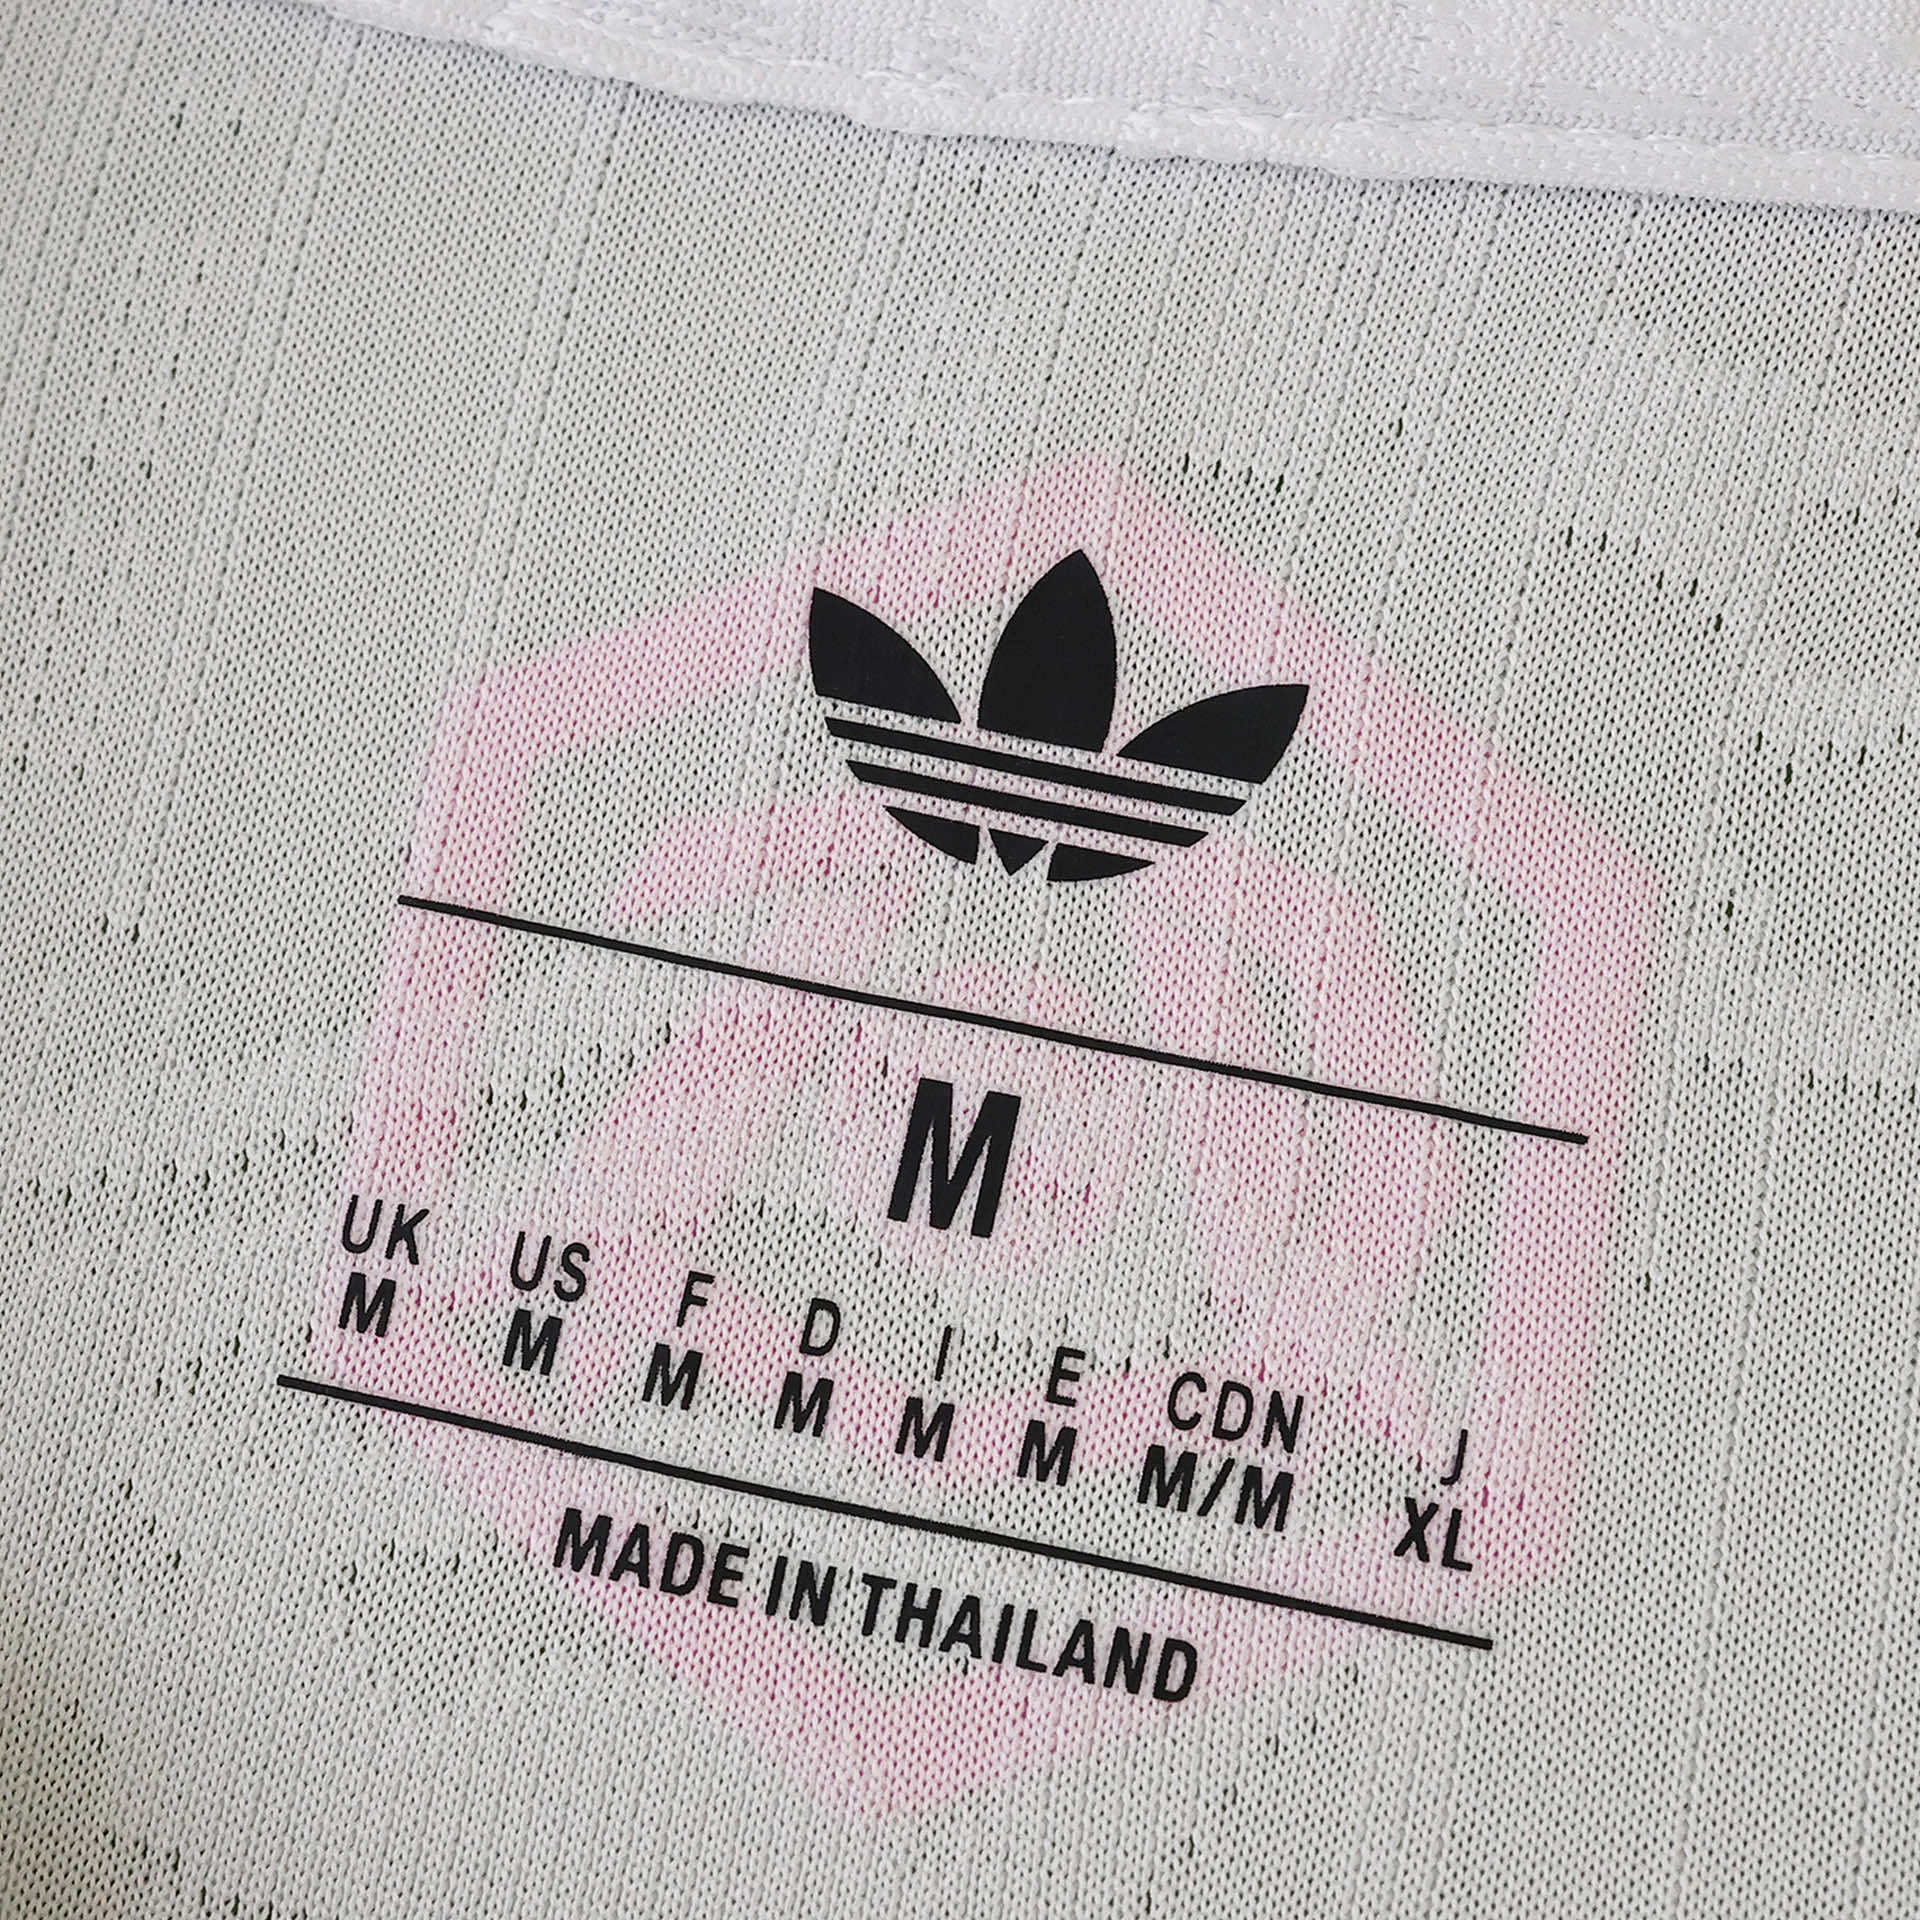 M
UK US F D I E CDN J
M M M M M M M/M XL
MADE IN THAILAND